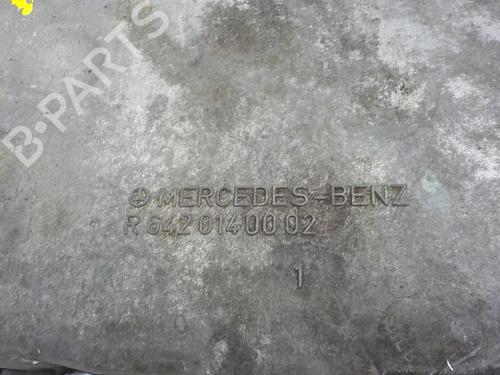 B-PARTS
MERCEDES-BENZ
R 642 014 00 02
1